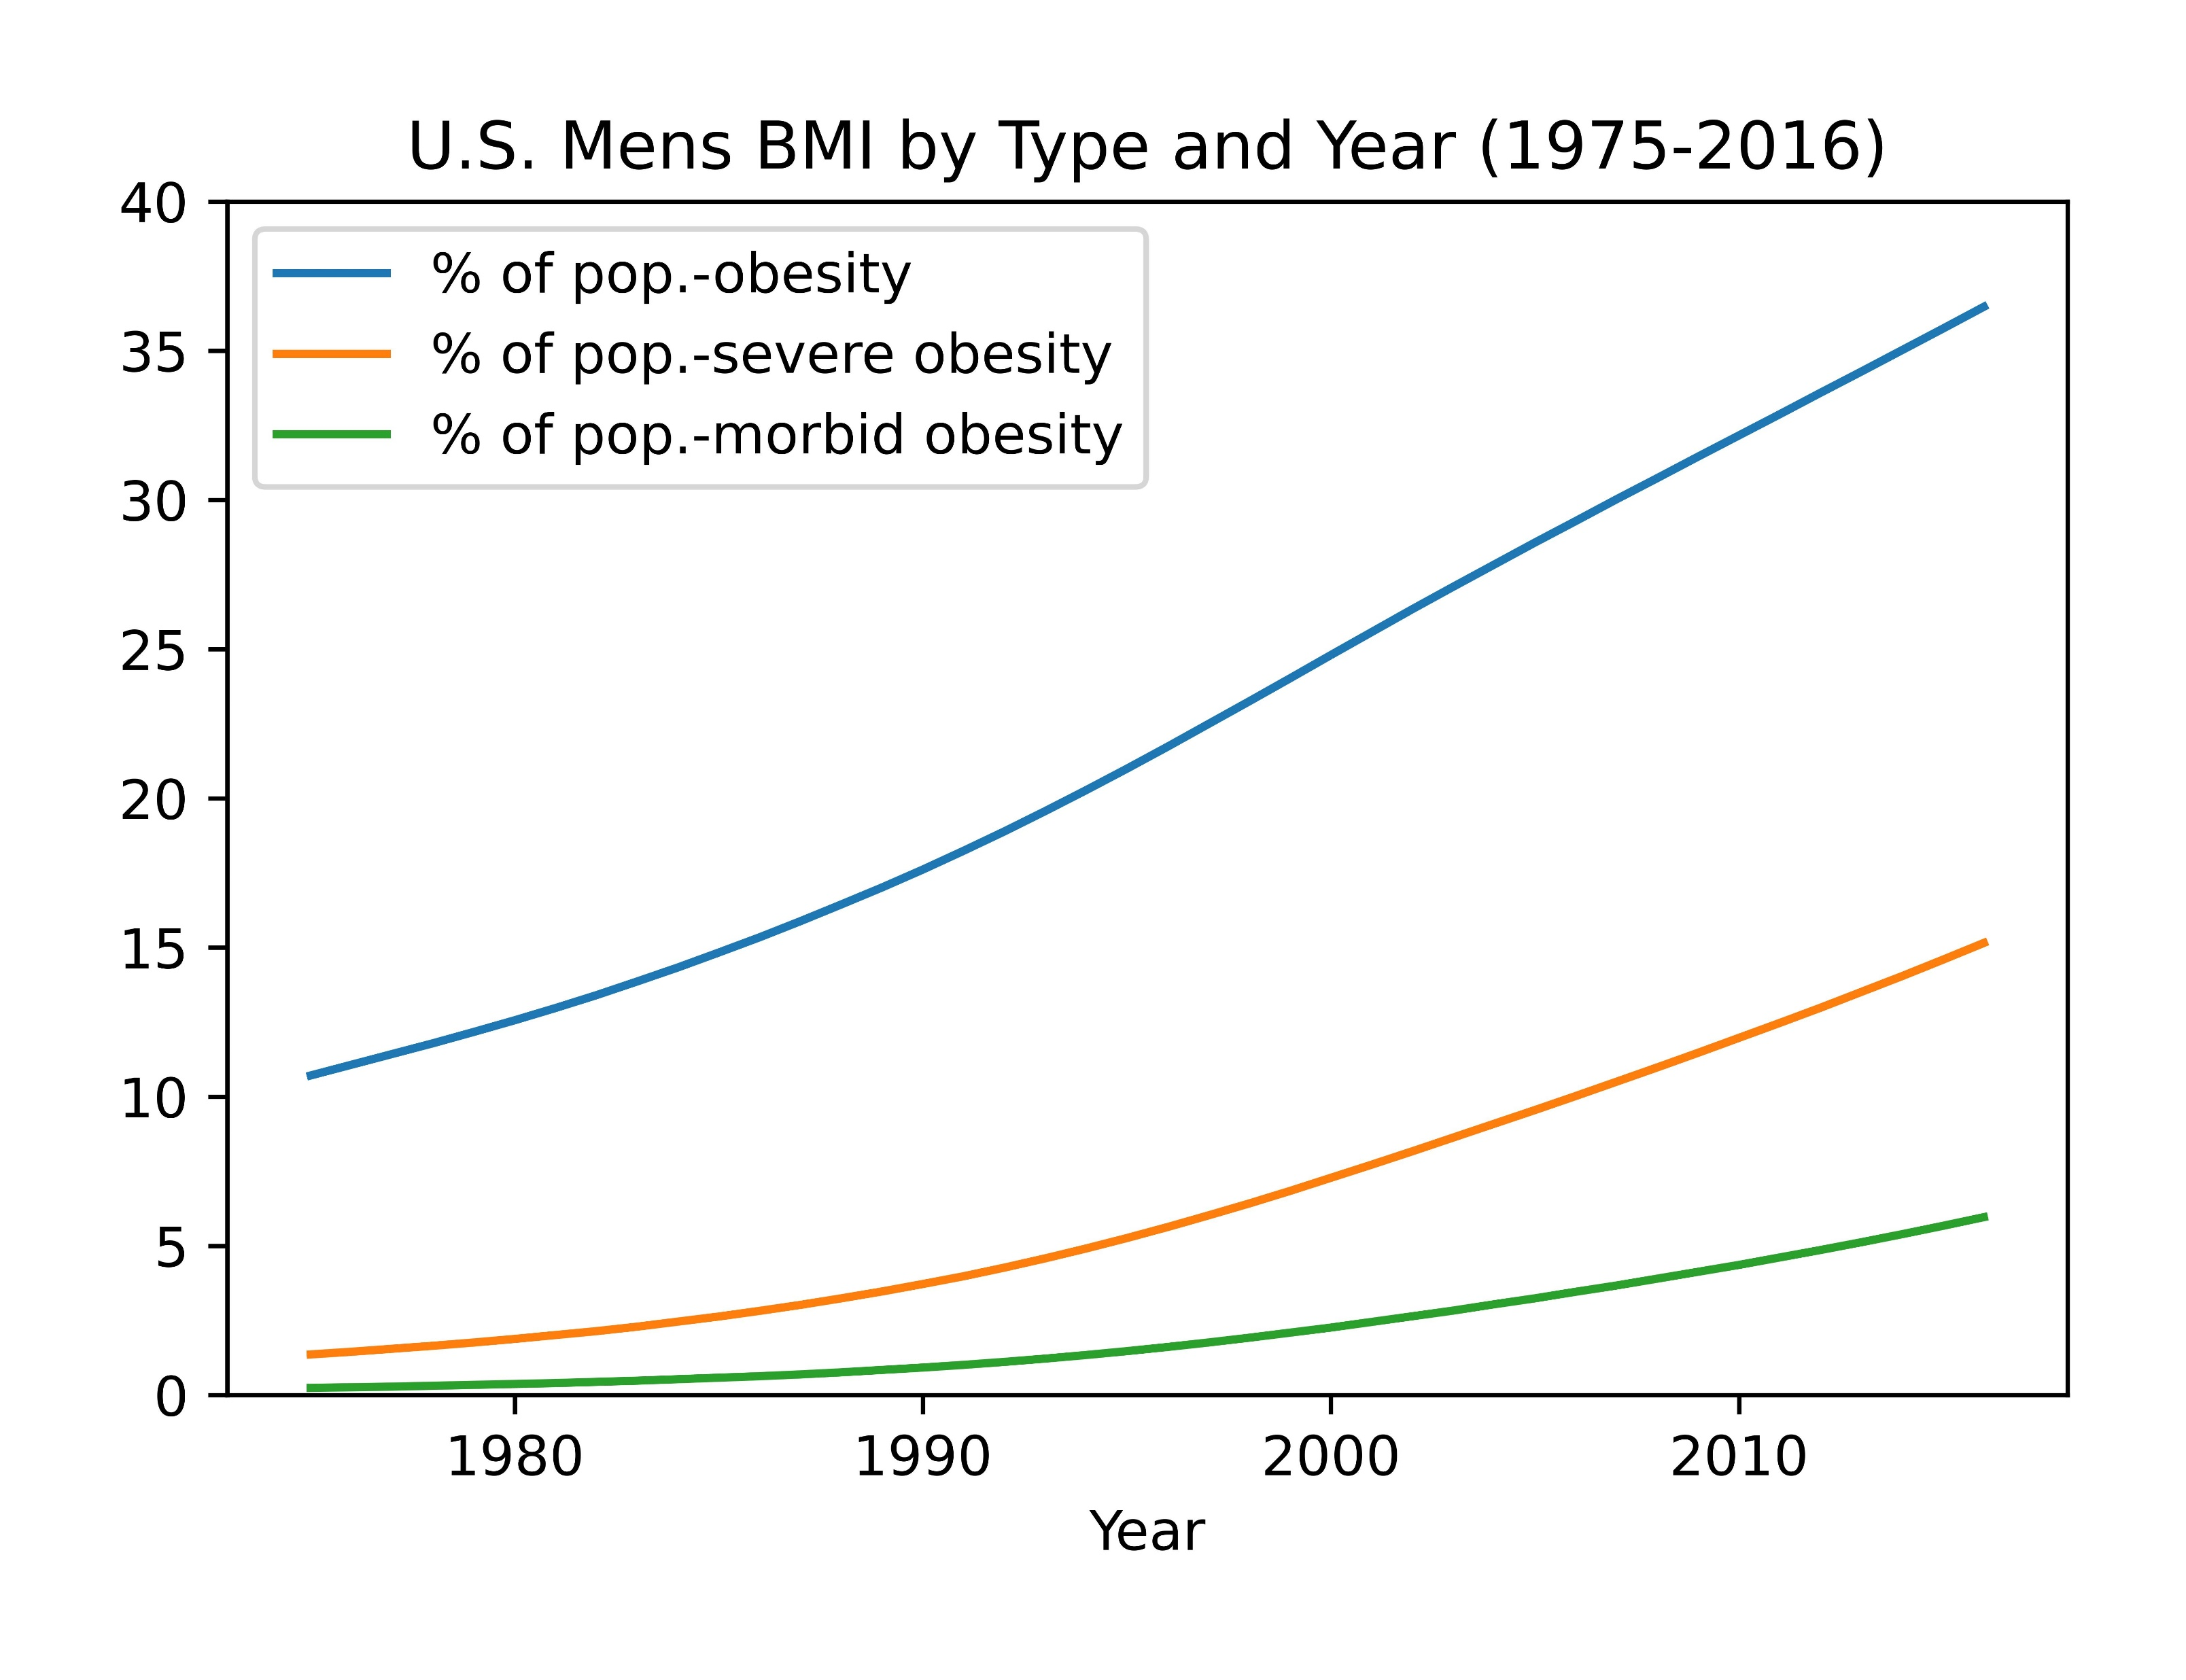 U.S. Mens BMI by Type and Year (1975-2016)
40
35
30
25
20
15
10
5
0
% of pop.-obesity
% of pop.-severe obesity
% of pop.-morbid obesity
1980 1990 2000 2010
Year